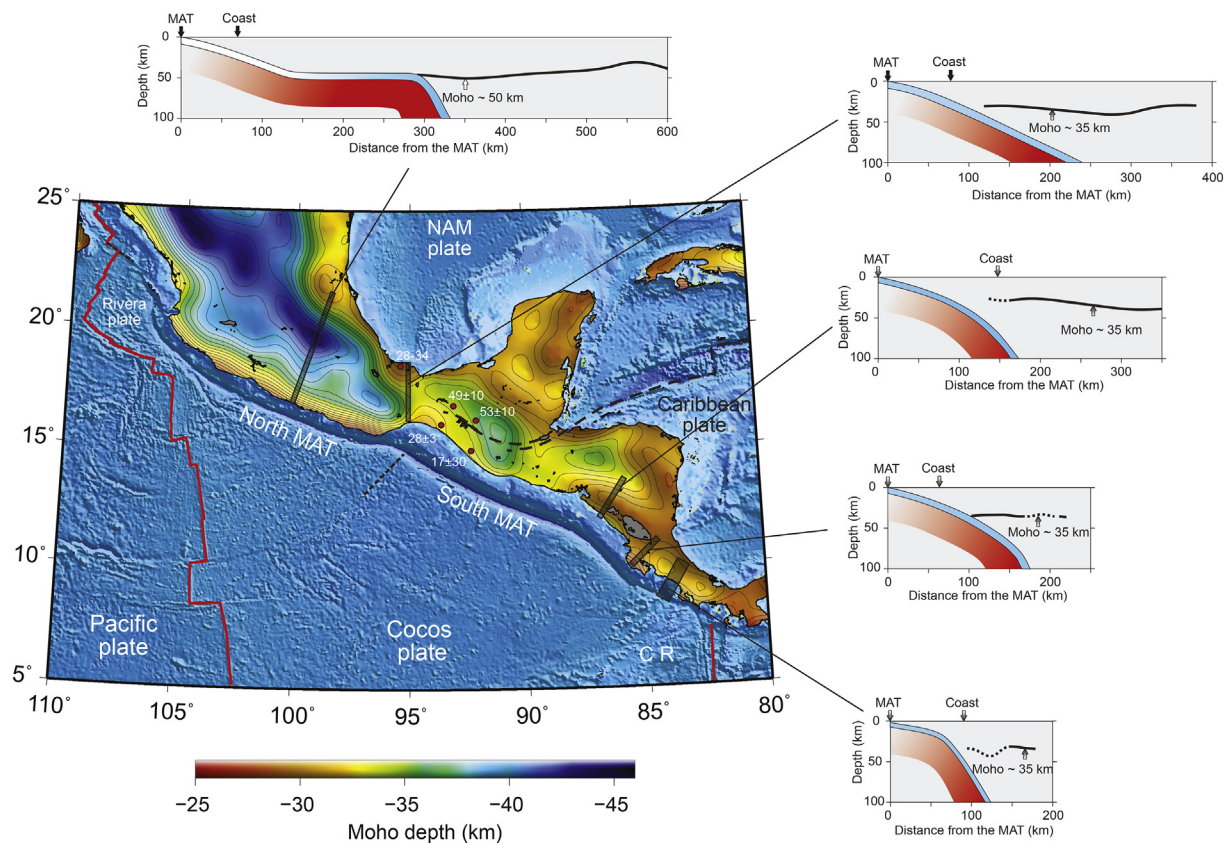 MAT Coast
0
50
100
Depth (km)
Moho ~ 50 km
0 100 200 300 400 500 600
Distance from the MAT (km)
MAT Coast
0
50
100
Depth (km)
Moho ~ 35 km
0 100 200 300 400
Distance from the MAT (km)
MAT Coast
0
50
100
Depth (km)
Moho ~ 35 km
0 100 200 300
Distance from the MAT (km)
MAT Coast
0
50
100
Depth (km)
Moho ~ 35 km
0 100 200
Distance from the MAT (km)
MAT Coast
0
50
100
Depth (km)
Moho ~ 35 km
0 100 200
Distance from the MAT (km)
25°
20°
15°
10°
5°
110° 105° 100° 95° 90° 85° 80°
NAM
plate
Rivera
plate
28-34
49±10
53±10
28±3
17±30
Caribbean
plate
North MAT
South MAT
Pacific
plate
Cocos
plate
C R
−25 −30 −35 −40 −45
Moho depth (km)